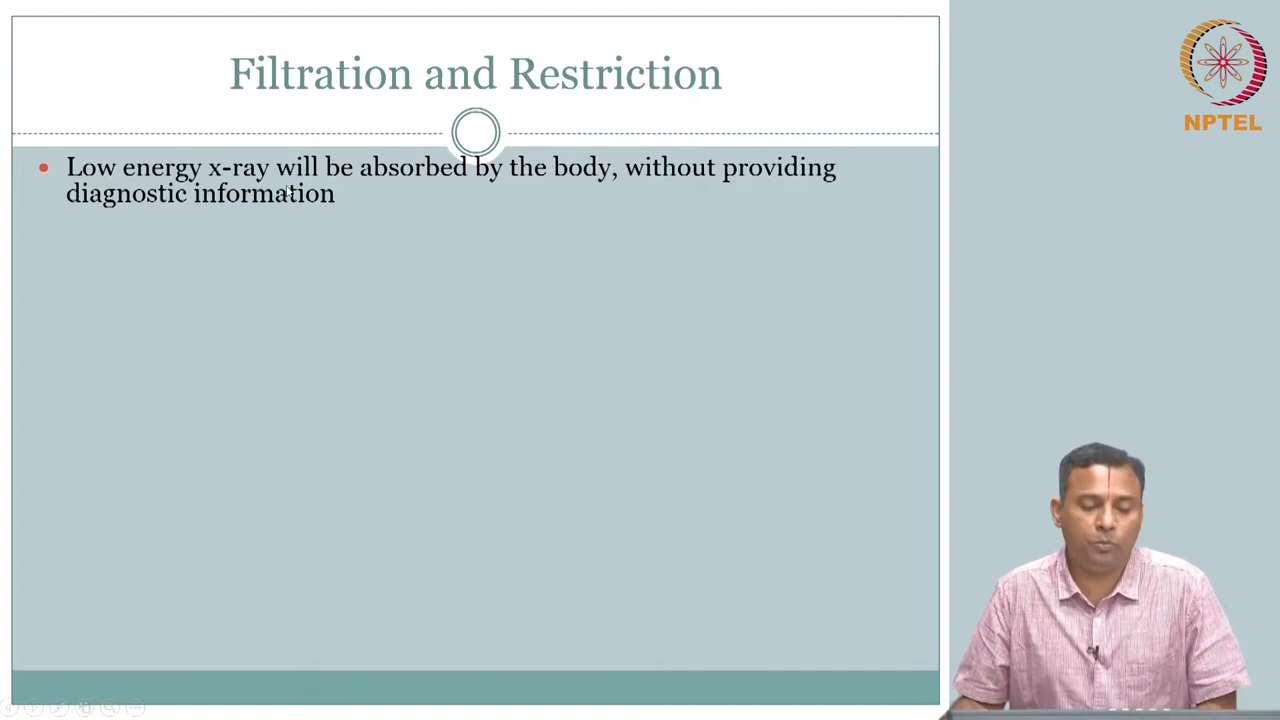 Filtration and Restriction
NPTEL
Low energy x-ray will be absorbed by the body, without providing
diagnostic information